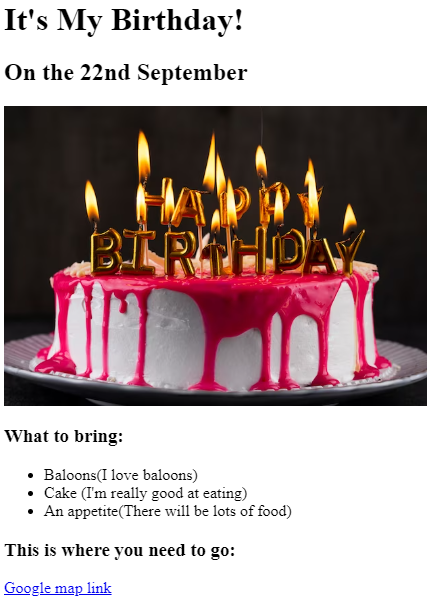 It's My Birthday!
On the 22nd September
HAPPY
BIRTHDAY
What to bring:
Baloons(I love baloons)
Cake (I'm really good at eating)
An appetite(There will be lots of food)
This is where you need to go:
Google map link